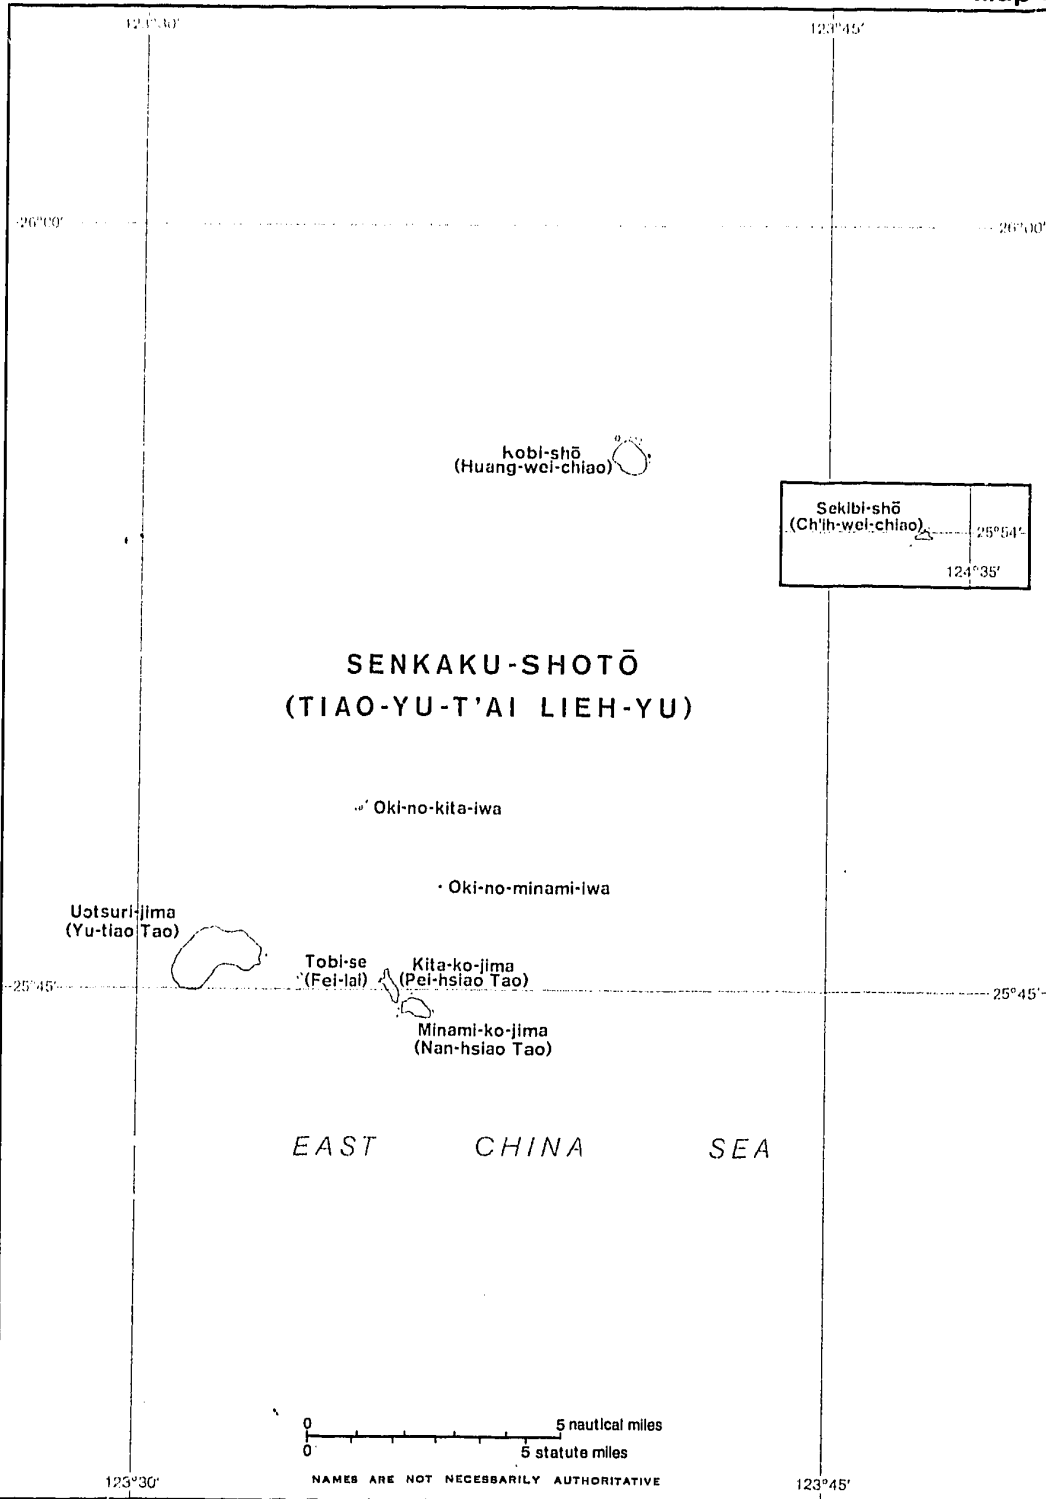 123°30′
123°45′
26°00′
26°00′
Kobi-shō
(Huang-wei-chiao)
Sekibi-shō
(Ch'ih-wei-chiao)
25°54′
124°35′
SENKAKU-SHOTŌ
(TIAO-YU-T'AI LIEH-YU)
Oki-no-kita-iwa
Oki-no-minami-iwa
Uotsuri-jima
(Yu-tiao Tao)
Tobi-se
(Fei-lai)
Kita-ko-jima
(Pei-hsiao Tao)
25°45′
25°45′
Minami-ko-jima
(Nan-hsiao Tao)
EAST CHINA SEA
0 5 nautical miles
0 5 statute miles
NAMES ARE NOT NECESSARILY AUTHORITATIVE
123°30′
123°45′